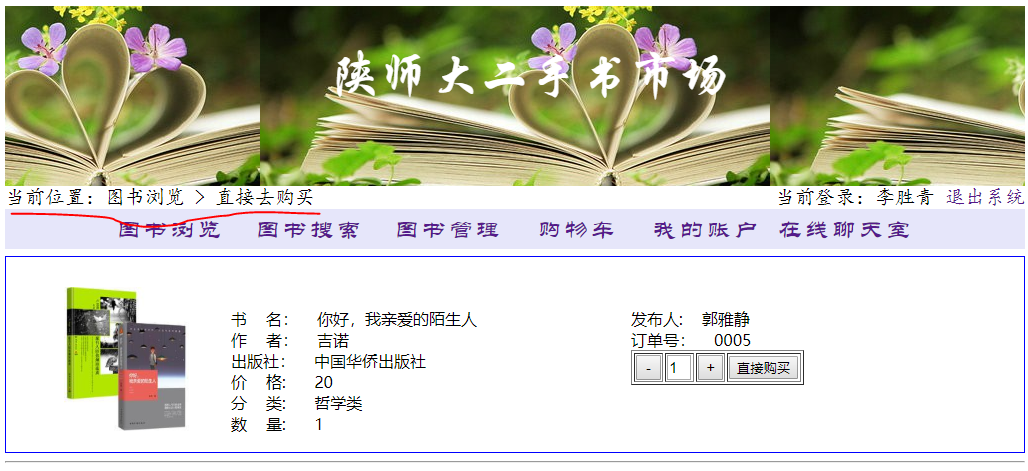 陕师大二手书市场
当前位置：图书浏览 > 直接去购买
当前登录：李胜青 退出系统
图书浏览 图书搜索 图书管理 购物车 我的账户 在线聊天室
书 名： 你好，我亲爱的陌生人
作 者： 吉诺
出版社： 中国华侨出版社
价 格： 20
分 类： 哲学类
数 量： 1
发布人： 郭雅静
订单号： 0005
- 1 + 直接购买